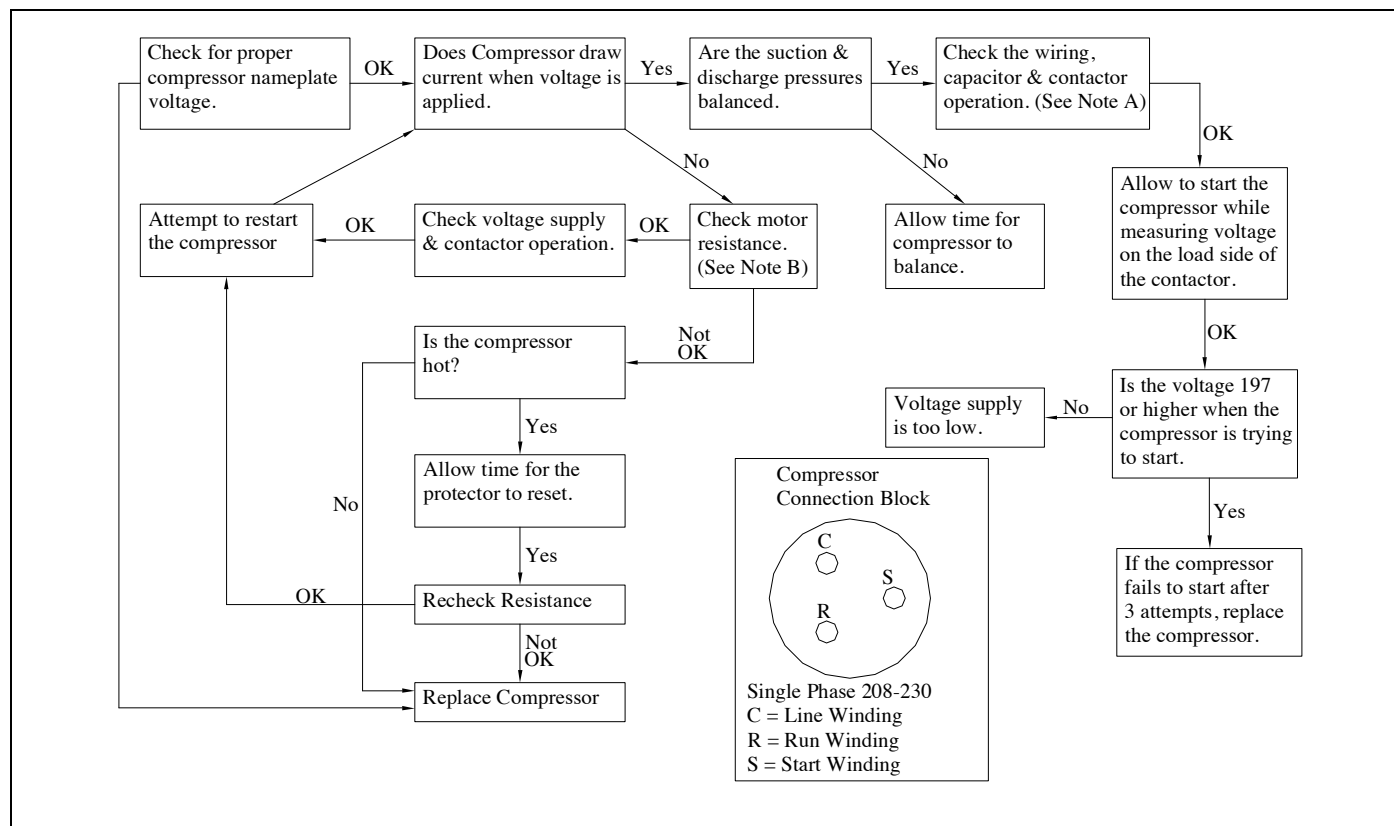 Check for proper
compressor nameplate
voltage.
OK
Does Compressor draw
current when voltage is
applied.
Yes
Are the suction &
discharge pressures
balanced.
Yes
Check the wiring,
capacitor & contactor
operation. (See Note A)
OK
No
No
Attempt to restart
the compressor
OK
Check voltage supply
& contactor operation.
OK
Check motor
resistance.
(See Note B)
Allow time for
compressor to
balance.
Allow to start the
compressor while
measuring voltage
on the load side of
the contactor.
OK
Not
OK
Is the compressor
hot?
Yes
No
Allow time for the
protector to reset.
Yes
OK
Recheck Resistance
Not
OK
Replace Compressor
Voltage supply
is too low.
No
Is the voltage 197
or higher when the
compressor is trying
to start.
Yes
If the compressor
fails to start after
3 attempts, replace
the compressor.
Compressor
Connection Block
C
S
R
Single Phase 208-230
C = Line Winding
R = Run Winding
S = Start Winding